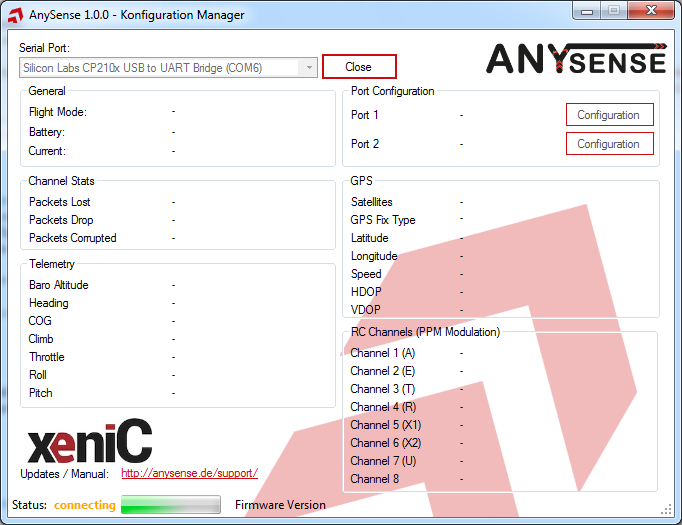 AnySense 1.0.0 - Konfiguration Manager
Serial Port:
Silicon Labs CP210x USB to UART Bridge (COM6)
Close
ANYSENSE
General
Flight Mode: -
Battery: -
Current: -
Port Configuration
Port 1 - Configuration
Port 2 - Configuration
Channel Stats
Packets Lost -
Packets Drop -
Packets Corrupted -
GPS
Satellites -
GPS Fix Type -
Latitude -
Longitude -
Speed -
HDOP -
VDOP -
Telemetry
Baro Altitude -
Heading -
COG -
Climb -
Throttle -
Roll -
Pitch -
RC Channels (PPM Modulation)
Channel 1 (A) -
Channel 2 (E) -
Channel 3 (T) -
Channel 4 (R) -
Channel 5 (X1) -
Channel 6 (X2) -
Channel 7 (U) -
Channel 8 -
xeniC
Updates / Manual: http://anysense.de/support/
Status: connecting Firmware Version